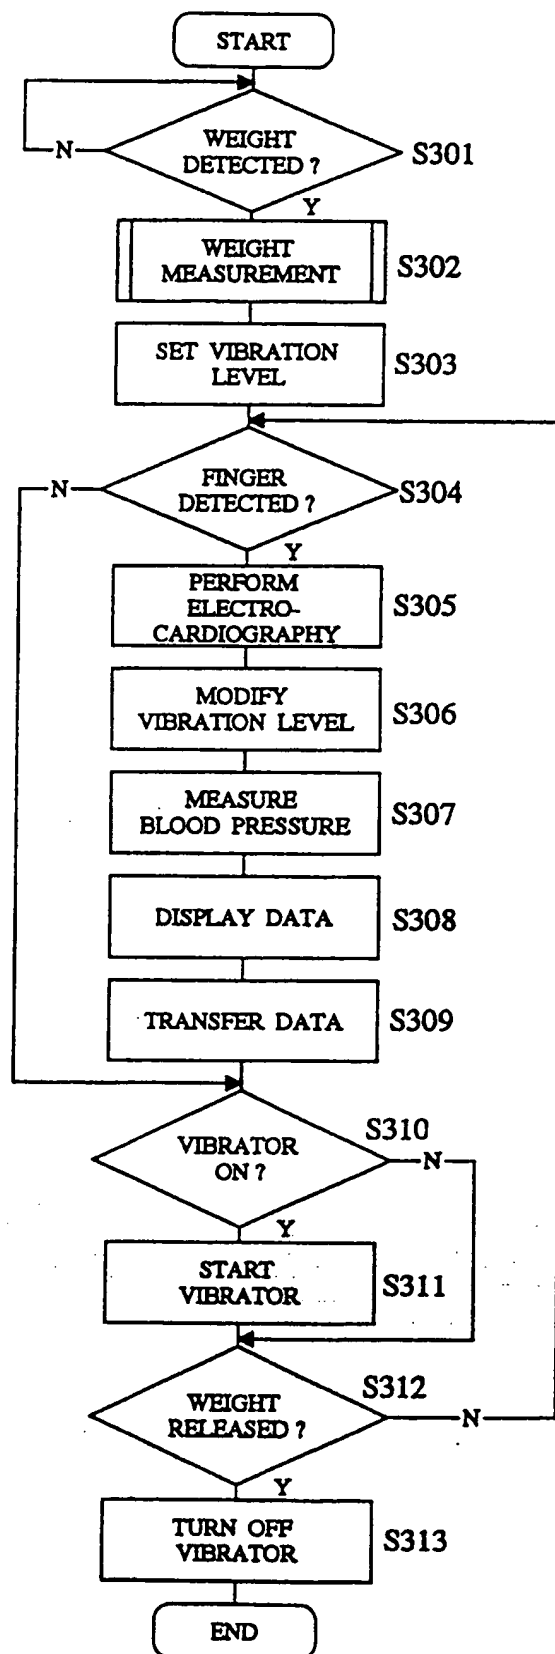 START
N
WEIGHT
DETECTED ?
S301
Y
WEIGHT
MEASUREMENT
S302
SET VIBRATION
LEVEL
S303
N
FINGER
DETECTED ?
S304
Y
PERFORM
ELECTRO-
CARDIOGRAPHY
S305
MODIFY
VIBRATION LEVEL
S306
MEASURE
BLOOD PRESSURE
S307
DISPLAY DATA
S308
TRANSFER DATA
S309
VIBRATOR
ON ?
S310
N
Y
START
VIBRATOR
S311
WEIGHT
RELEASED ?
S312
N
Y
TURN OFF
VIBRATOR
S313
END